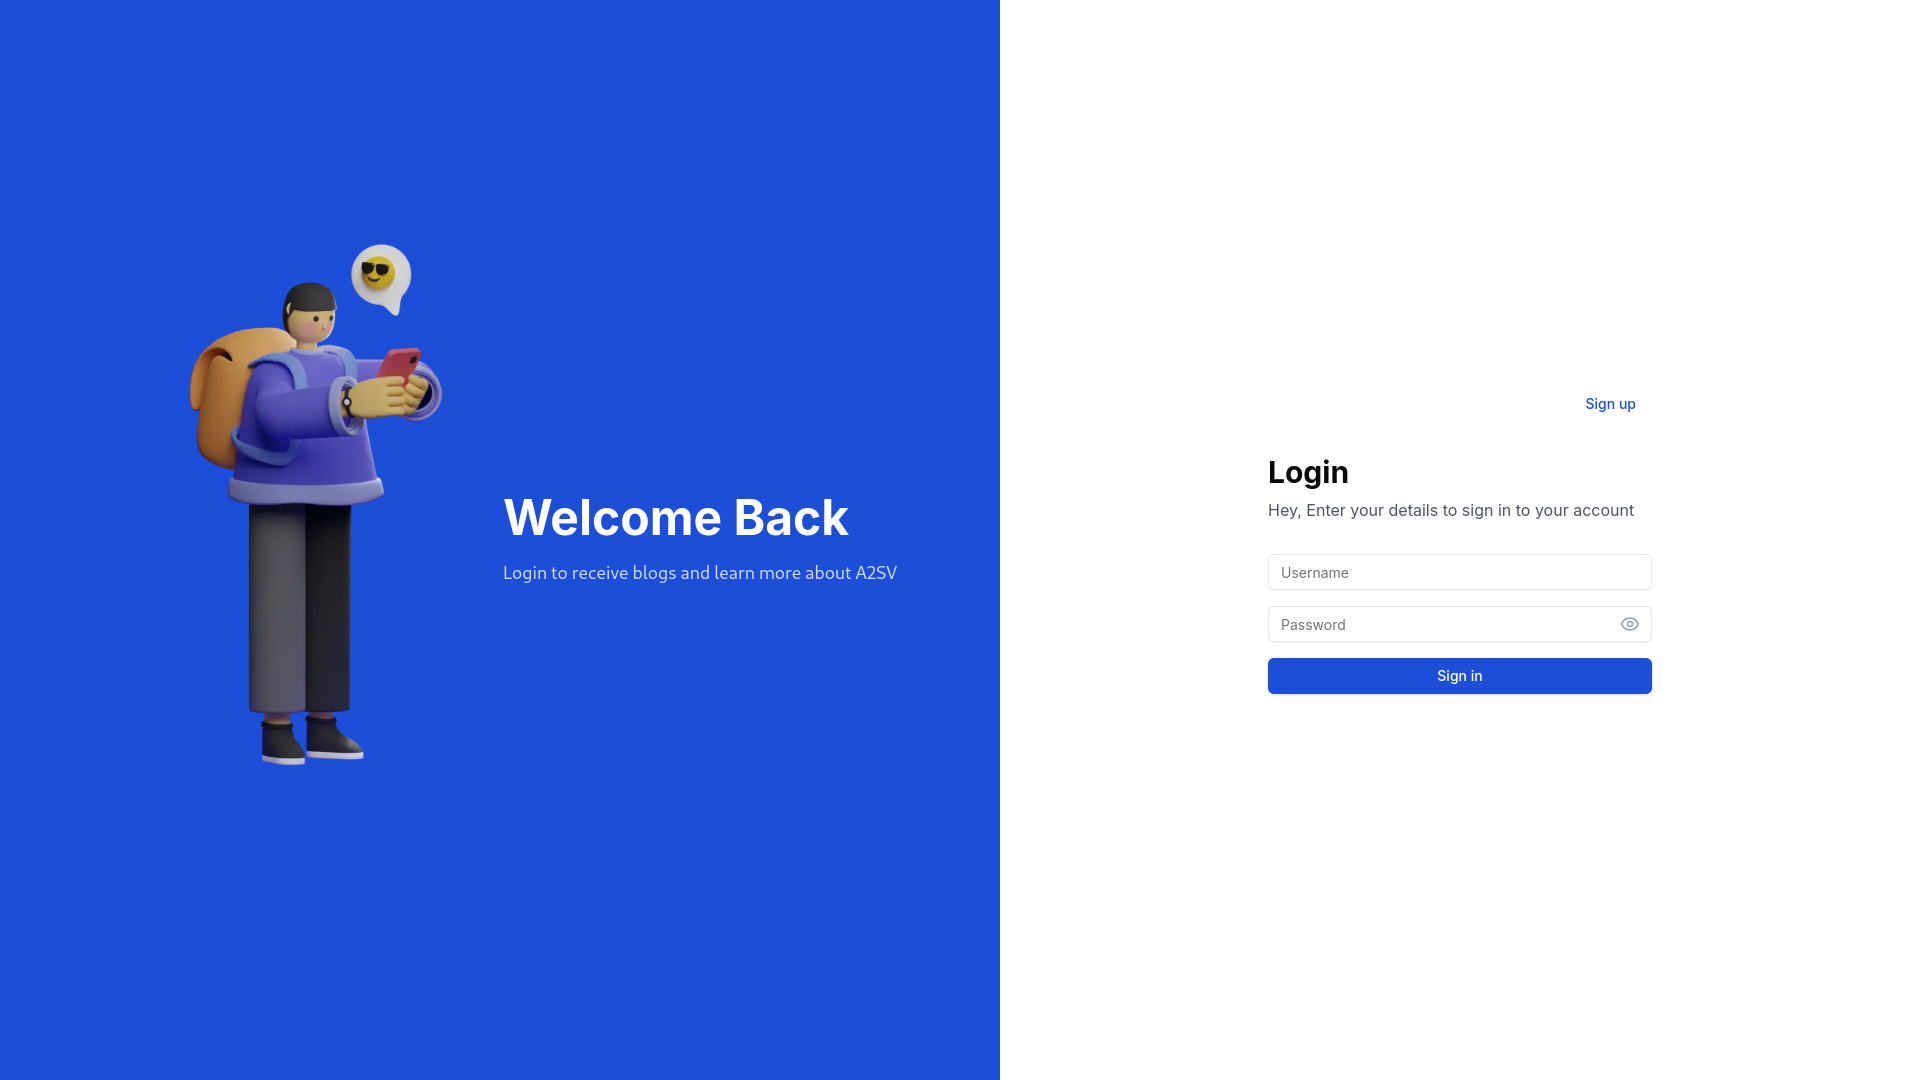 Welcome Back
Login to receive blogs and learn more about A2SV
Sign up
Login
Hey, Enter your details to sign in to your account
Username
Password
Sign in